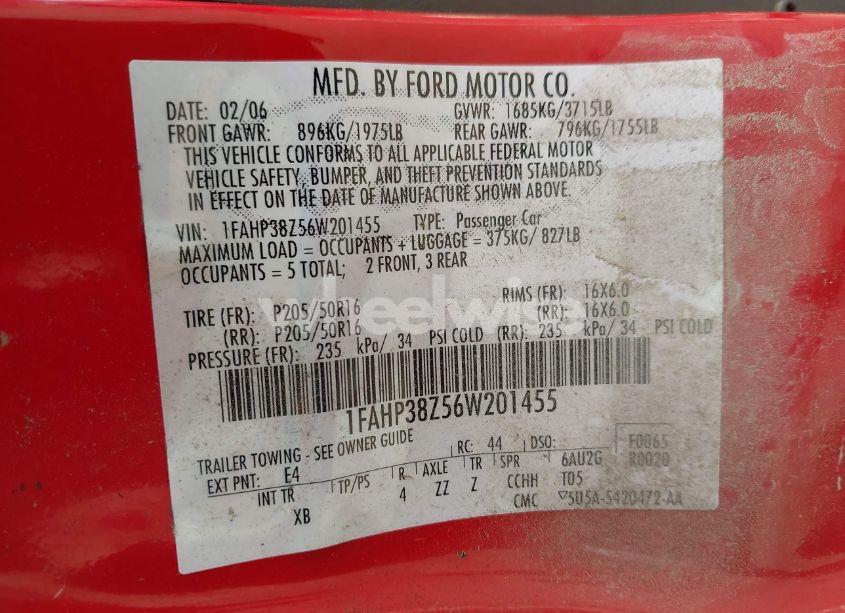 MFD. BY FORD MOTOR CO.
DATE: 02/06 GVWR: 1685KG/3715LB
FRONT GAWR: 896KG/1975LB REAR GAWR: 796KG/1755LB
THIS VEHICLE CONFORMS TO ALL APPLICABLE FEDERAL MOTOR
VEHICLE SAFETY, BUMPER, AND THEFT PREVENTION STANDARDS
IN EFFECT ON THE DATE OF MANUFACTURE SHOWN ABOVE.
VIN: 1FAHP38Z56W201455 TYPE: Passenger Car
MAXIMUM LOAD = OCCUPANTS + LUGGAGE = 375KG/ 827LB
OCCUPANTS = 5 TOTAL; 2 FRONT, 3 REAR
TIRE (FR): P205/50R16 RIMS (FR): 16X6.0
(RR): P205/50R16 (RR): 16X6.0
PRESSURE (FR): 235 kPa/ 34 PSI COLD (RR): 235 kPa/ 34 PSI COLD
wheelwise
1FAHP38Z56W201455
TRAILER TOWING - SEE OWNER GUIDE RC: 44 DSO: F0065
EXT PNT: E4 R0020
INT TR TP/PS R AXLE TR SPR 6AU2G
XB 4 ZZ Z CCHH T05
CMC 5U5A-5420472-AA